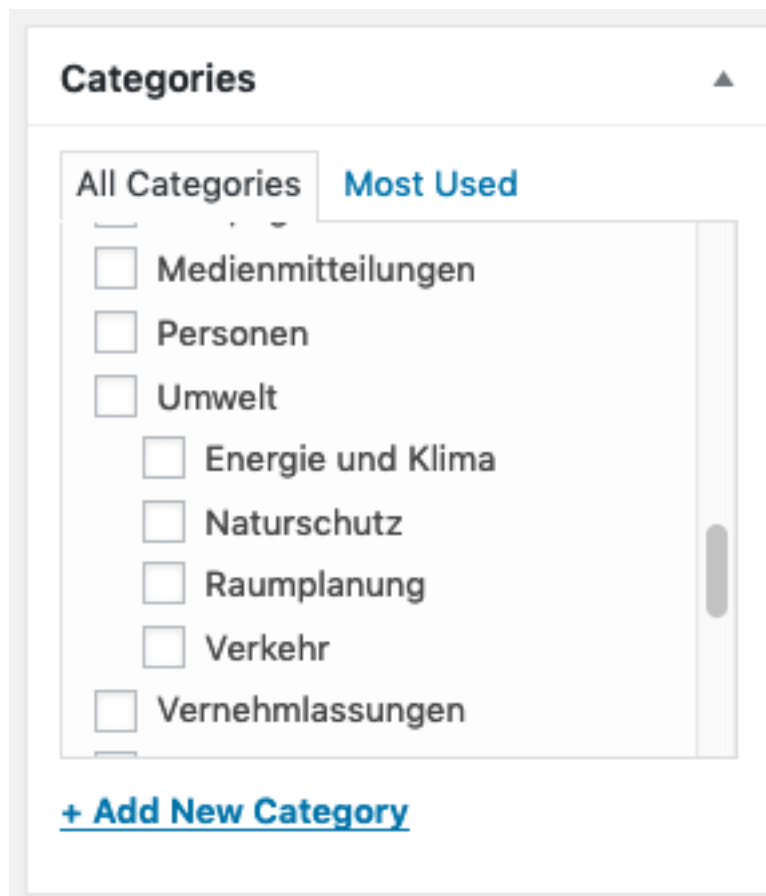 Categories
All Categories Most Used
Medienmitteilungen
Personen
Umwelt
Energie und Klima
Naturschutz
Raumplanung
Verkehr
Vernehmlassungen
+ Add New Category